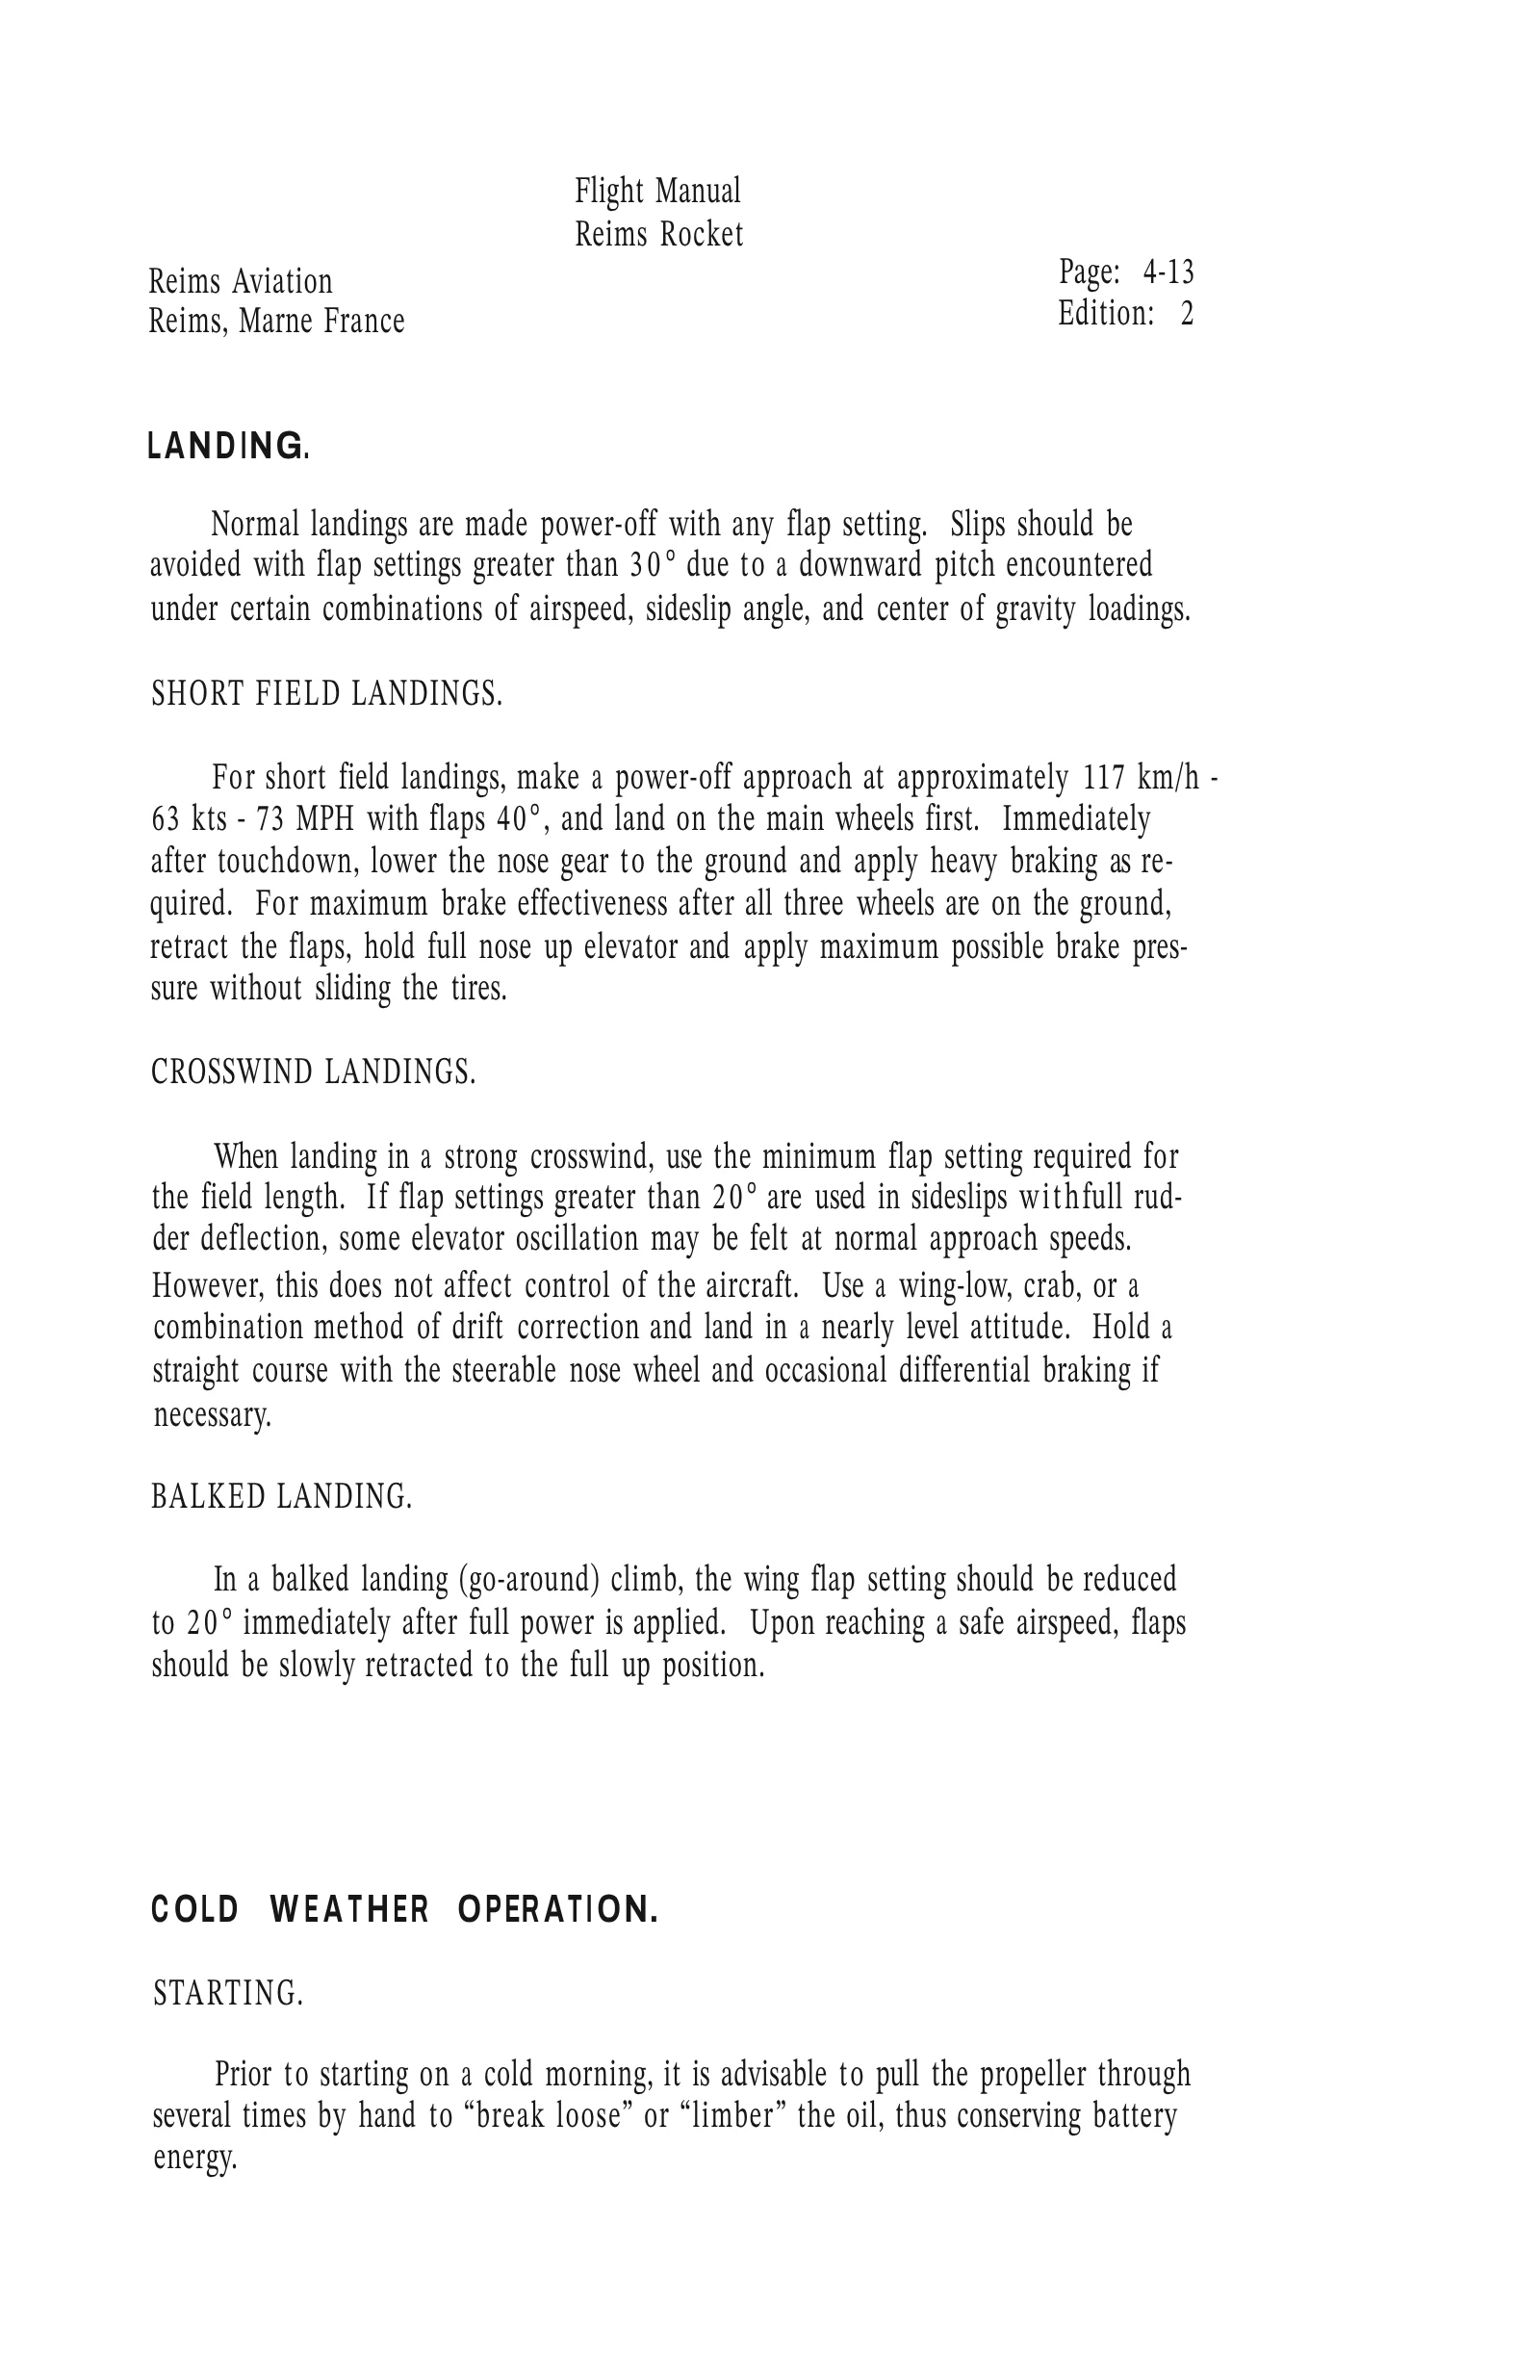 Flight Manual
Reims Rocket
Reims Aviation
Reims, Marne France
Page: 4-13
Edition: 2
LANDING.
Normal landings are made power-off with any flap setting. Slips should be
avoided with flap settings greater than 30° due to a downward pitch encountered
under certain combinations of airspeed, sideslip angle, and center of gravity loadings.
SHORT FIELD LANDINGS.
For short field landings, make a power-off approach at approximately 117 km/h -
63 kts - 73 MPH with flaps 40°, and land on the main wheels first. Immediately
after touchdown, lower the nose gear to the ground and apply heavy braking as re-
quired. For maximum brake effectiveness after all three wheels are on the ground,
retract the flaps, hold full nose up elevator and apply maximum possible brake pres-
sure without sliding the tires.
CROSSWIND LANDINGS.
When landing in a strong crosswind, use the minimum flap setting required for
the field length. If flap settings greater than 20° are used in sideslips withfull rud-
der deflection, some elevator oscillation may be felt at normal approach speeds.
However, this does not affect control of the aircraft. Use a wing-low, crab, or a
combination method of drift correction and land in a nearly level attitude. Hold a
straight course with the steerable nose wheel and occasional differential braking if
necessary.
BALKED LANDING.
In a balked landing (go-around) climb, the wing flap setting should be reduced
to 20° immediately after full power is applied. Upon reaching a safe airspeed, flaps
should be slowly retracted to the full up position.
COLD WEATHER OPERATION.
STARTING.
Prior to starting on a cold morning, it is advisable to pull the propeller through
several times by hand to “break loose” or “limber” the oil, thus conserving battery
energy.